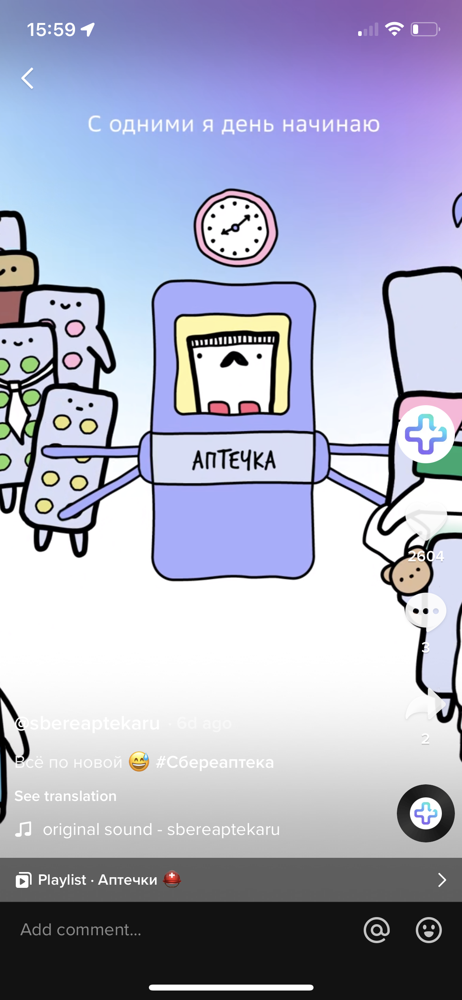 15:59
С одними я день начинаю
АПТЕЧКА
2604
3
2
@sbereaptekaru · 6d ago
Всё по новой 😅 #Сбереаптека
See translation
original sound - sbereaptekaru
Playlist · Аптечки ⛑️
Add comment...